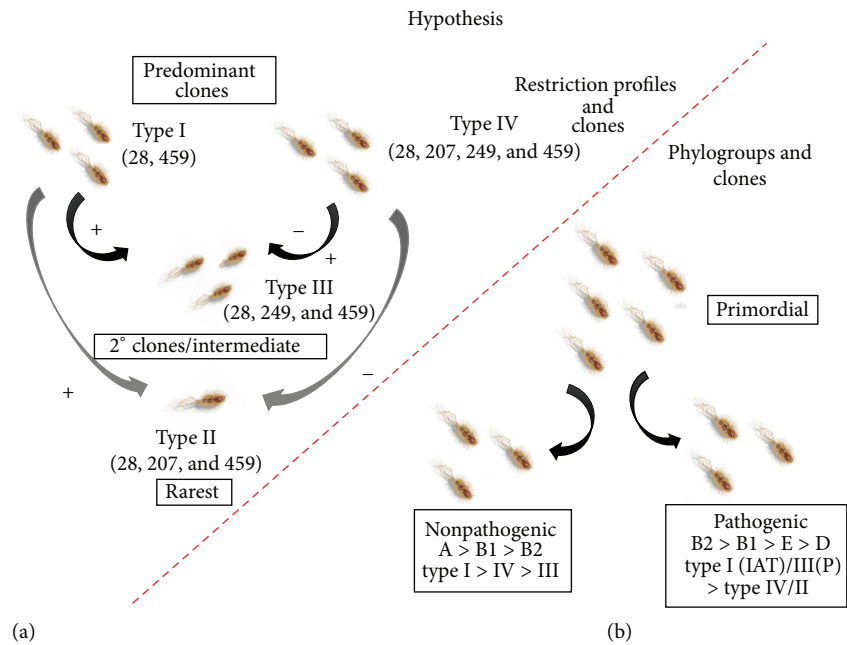 Hypothesis
Predominant
clones
Type I
(28, 459)
Type IV
(28, 207, 249, and 459)
Restriction profiles
and
clones
Phylogroups and
clones
+
−
+
Type III
(28, 249, and 459)
2° clones/intermediate
+
−
Type II
(28, 207, and 459)
Rarest
Primordial
Nonpathogenic
A > B1 > B2
type I > IV > III
Pathogenic
B2 > B1 > E > D
type I (IAT)/III(P)
> type IV/II
(a)
(b)